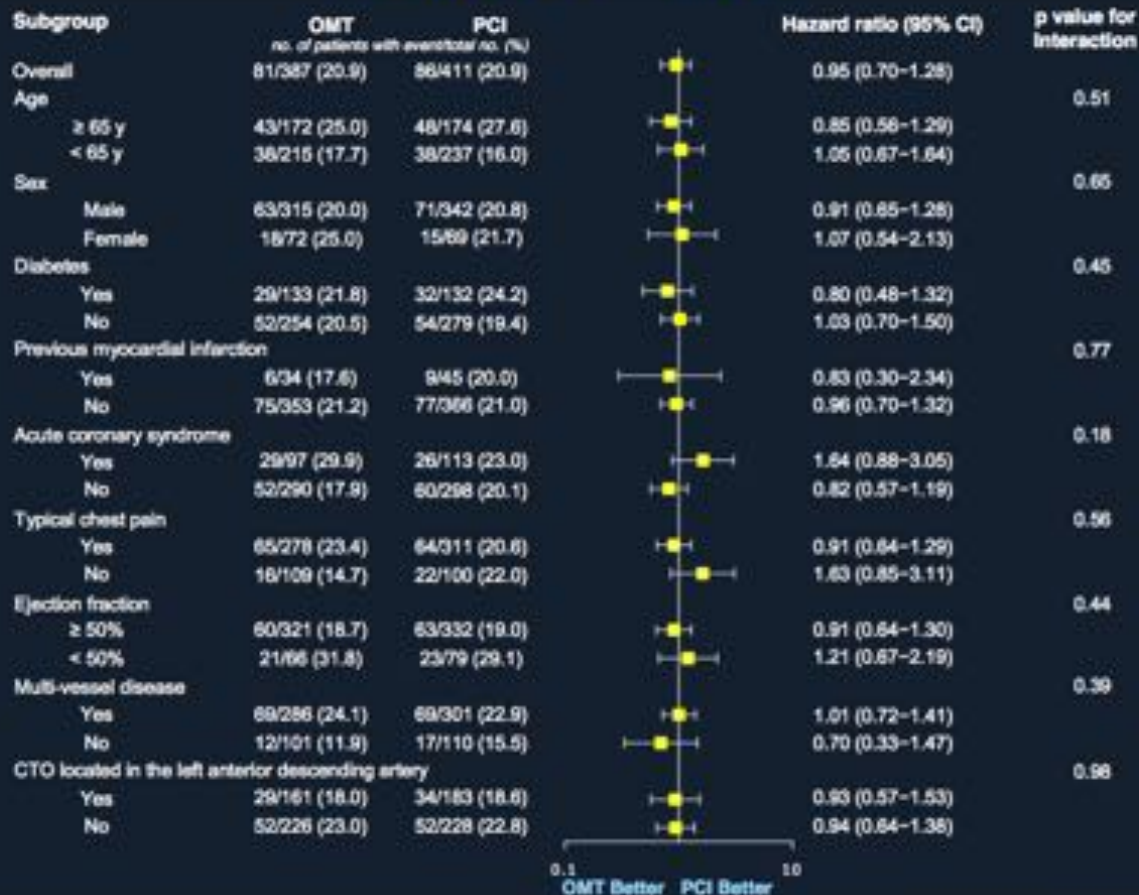 Subgroup OMT PCI Hazard ratio (95% CI) p value for Interaction
no. of patients with event/total no. (%)
Overall 81/387 (20.9) 86/411 (20.9) 0.95 (0.70–1.28)
Age 0.51
≥ 65 y 43/172 (25.0) 48/174 (27.6) 0.85 (0.56–1.29)
< 65 y 38/215 (17.7) 38/237 (16.0) 1.05 (0.67–1.64)
Sex 0.65
Male 63/315 (20.0) 71/342 (20.8) 0.91 (0.65–1.28)
Female 18/72 (25.0) 15/69 (21.7) 1.07 (0.54–2.13)
Diabetes 0.45
Yes 29/133 (21.8) 32/132 (24.2) 0.80 (0.48–1.32)
No 52/254 (20.5) 54/279 (19.4) 1.03 (0.70–1.50)
Previous myocardial infarction 0.77
Yes 6/34 (17.6) 9/45 (20.0) 0.83 (0.30–2.34)
No 75/353 (21.2) 77/366 (21.0) 0.96 (0.70–1.32)
Acute coronary syndrome 0.18
Yes 29/97 (29.9) 26/113 (23.0) 1.64 (0.88–3.05)
No 52/290 (17.9) 60/298 (20.1) 0.82 (0.57–1.19)
Typical chest pain 0.56
Yes 65/278 (23.4) 64/311 (20.6) 0.91 (0.64–1.29)
No 16/109 (14.7) 22/100 (22.0) 1.63 (0.85–3.11)
Ejection fraction 0.44
≥ 50% 60/321 (18.7) 63/332 (19.0) 0.91 (0.64–1.30)
< 50% 21/66 (31.8) 23/79 (29.1) 1.21 (0.67–2.19)
Multi-vessel disease 0.39
Yes 69/286 (24.1) 69/301 (22.9) 1.01 (0.72–1.41)
No 12/101 (11.9) 17/110 (15.5) 0.70 (0.33–1.47)
CTO located in the left anterior descending artery 0.98
Yes 29/161 (18.0) 34/183 (18.6) 0.93 (0.57–1.53)
No 52/226 (23.0) 52/228 (22.8) 0.94 (0.64–1.38)
0.1 10
OMT Better PCI Better